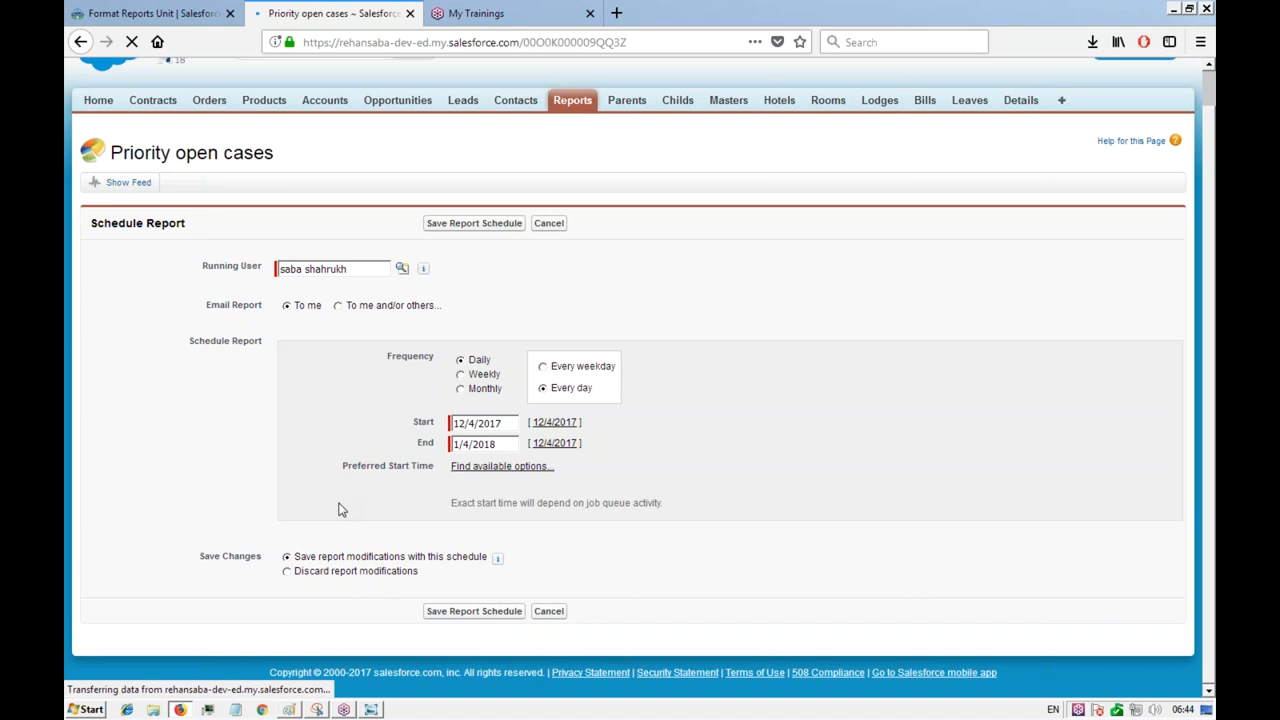 Format Reports Unit | Salesforc
Priority open cases ~ Salesforc
My Trainings
https://rehansaba-dev-ed.my.salesforce.com/00O0K000009QQ3Z
Search
18
Home Contracts Orders Products Accounts Opportunities Leads Contacts Reports Parents Childs Masters Hotels Rooms Lodges Bills Leaves Details +
Priority open cases
Help for this Page ?
Show Feed
Schedule Report
Save Report Schedule Cancel
Running User saba shahrukh i
Email Report To me To me and/or others...
Schedule Report
Frequency
Daily
Weekly
Monthly
Every weekday
Every day
Start 12/4/2017 [ 12/4/2017 ]
End 1/4/2018 [ 12/4/2017 ]
Preferred Start Time Find available options...
Exact start time will depend on job queue activity.
Save Changes Save report modifications with this schedule i
Discard report modifications
Save Report Schedule Cancel
Copyright © 2000-2017 salesforce.com, inc. All rights reserved. | Privacy Statement | Security Statement | Terms of Use | 508 Compliance | Go to Salesforce mobile app
Transferring data from rehansaba-dev-ed.my.salesforce.com...
Start
EN
06:44